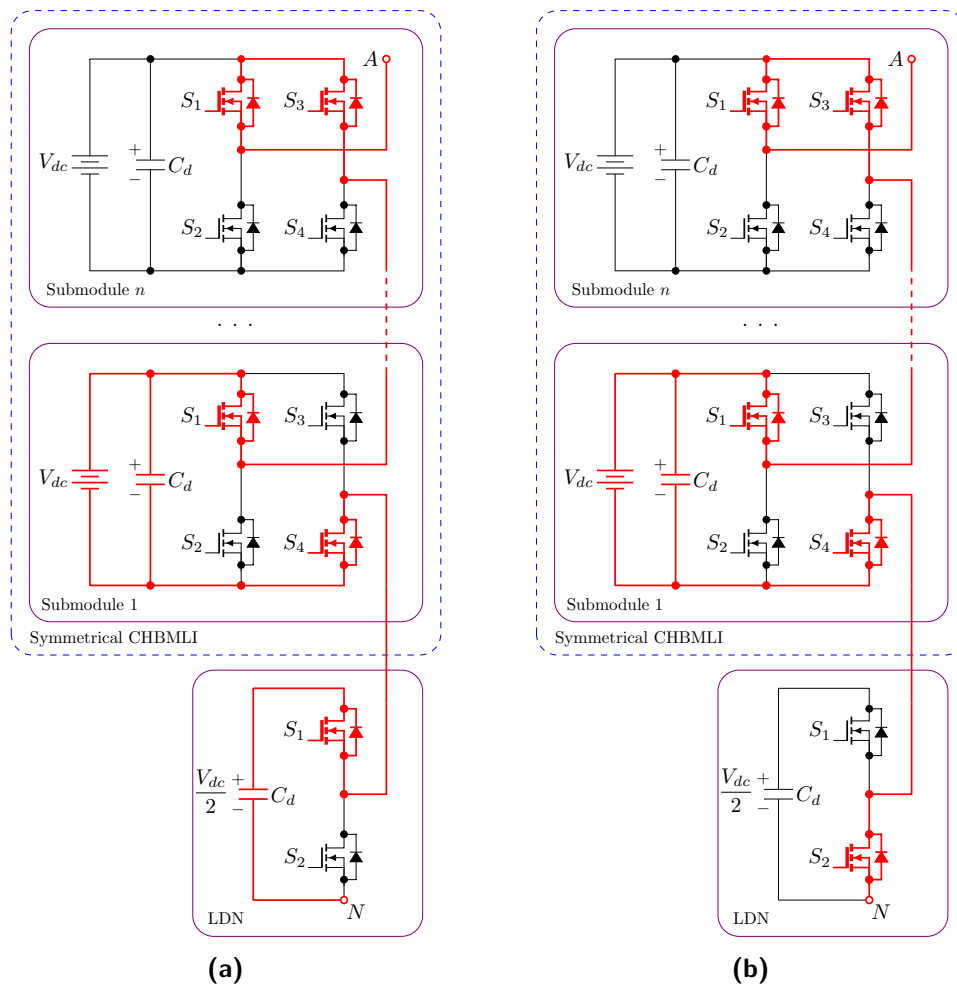 A
S1 S3
Vdc + − Cd
S2 S4
Submodule n
. . .
S1 S3
Vdc + − Cd
S2 S4
Submodule 1
Symmetrical CHBMLI
S1
Vdc/2 + − Cd
S2
N
LDN
(a)
A
S1 S3
Vdc + − Cd
S2 S4
Submodule n
. . .
S1 S3
Vdc + − Cd
S2 S4
Submodule 1
Symmetrical CHBMLI
S1
Vdc/2 + − Cd
S2
N
LDN
(b)